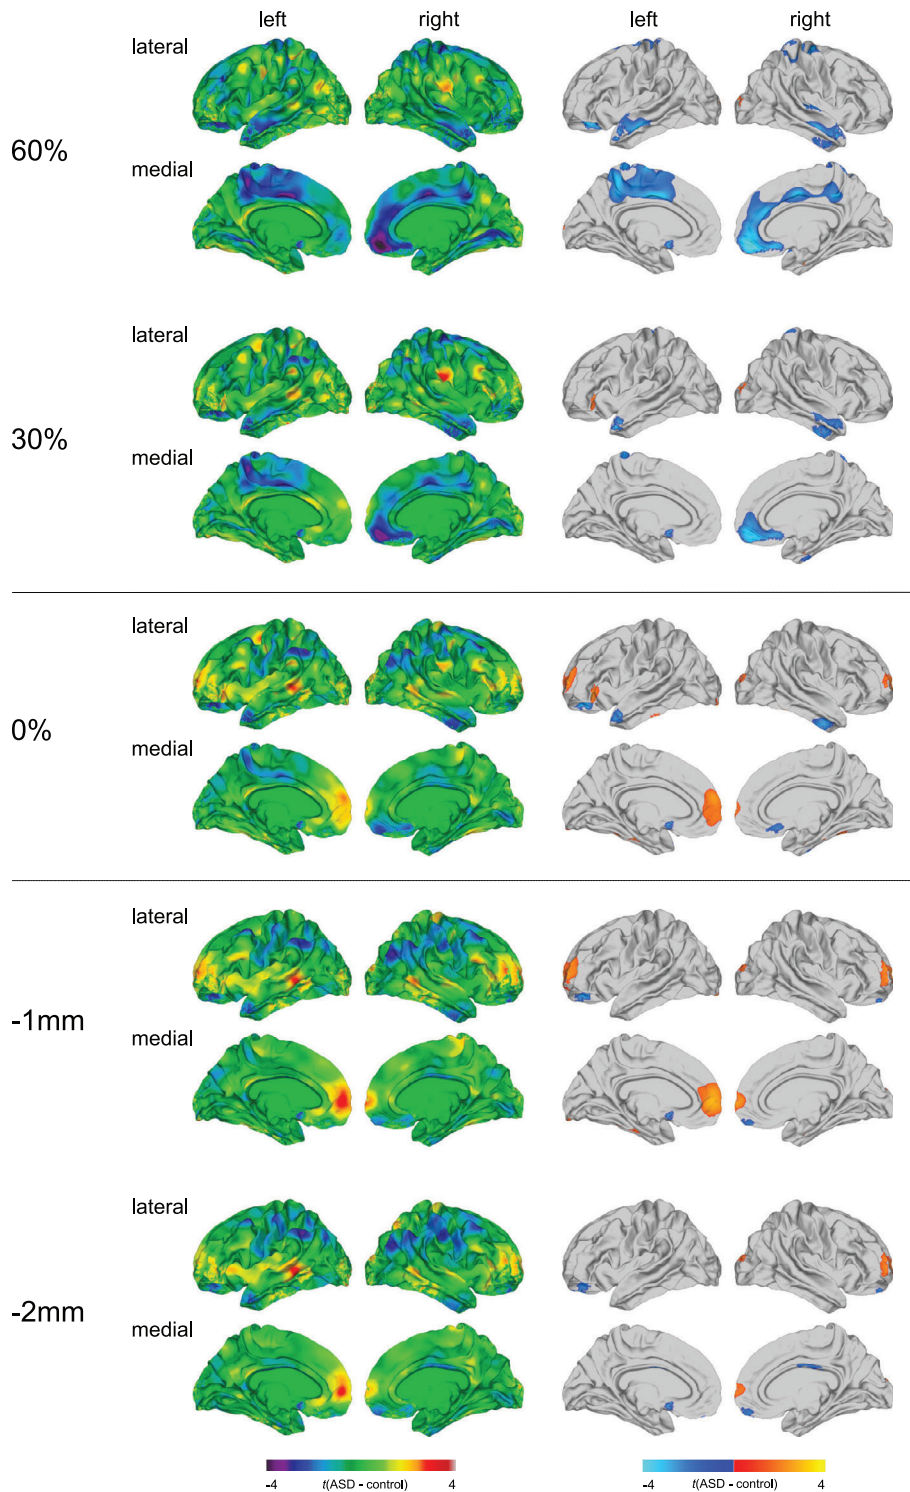 left right left right
lateral
60%
medial
lateral
30%
medial
lateral
0%
medial
lateral
-1mm
medial
lateral
-2mm
medial
-4 t(ASD - control) 4 -4 t(ASD - control) 4